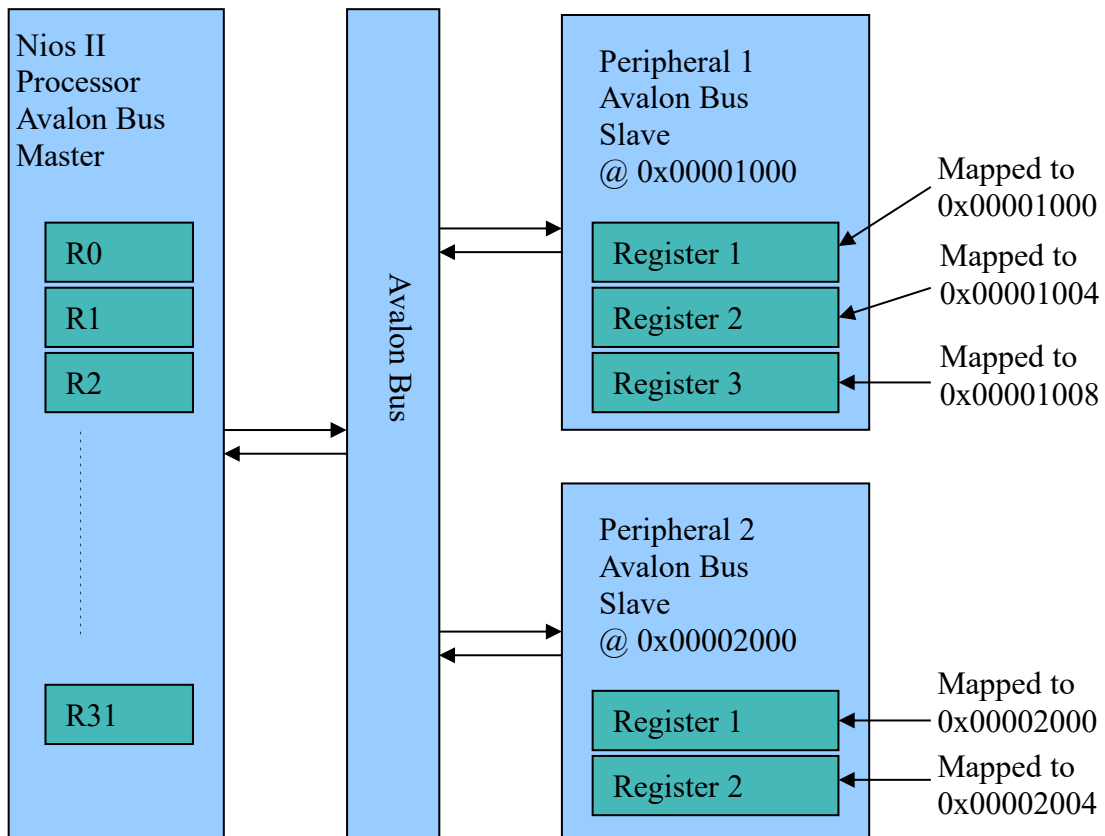 Nios II
Processor
Avalon Bus
Master
R0
R1
R2
R31
Avalon Bus
Peripheral 1
Avalon Bus
Slave
@ 0x00001000
Register 1
Register 2
Register 3
Mapped to
0x00001000
Mapped to
0x00001004
Mapped to
0x00001008
Peripheral 2
Avalon Bus
Slave
@ 0x00002000
Register 1
Register 2
Mapped to
0x00002000
Mapped to
0x00002004